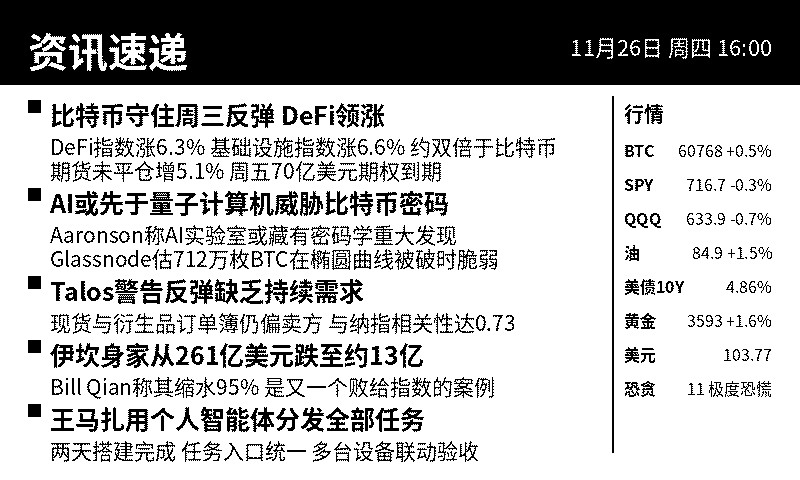 资讯速递
11月26日 周四 16:00
比特币守住周三反弹 DeFi领涨
DeFi指数涨6.3% 基础设施指数涨6.6% 约双倍于比特币
期货未平仓增5.1% 周五70亿美元期权到期
AI或先于量子计算机威胁比特币密码
Aaronson称AI实验室或藏有密码学重大发现
Glassnode估712万枚BTC在椭圆曲线被破时脆弱
Talos警告反弹缺乏持续需求
现货与衍生品订单簿仍偏卖方 与纳指相关性达0.73
伊坎身家从261亿美元跌至约13亿
Bill Qian称其缩水95% 是又一个败给指数的案例
王马扎用个人智能体分发全部任务
两天搭建完成 任务入口统一 多台设备联动验收
行情
BTC 60768 +0.5%
SPY 716.7 -0.3%
QQQ 633.9 -0.7%
油 84.9 +1.5%
美债10Y 4.86%
黄金 3593 +1.6%
美元 103.77
恐贪 11 极度恐慌